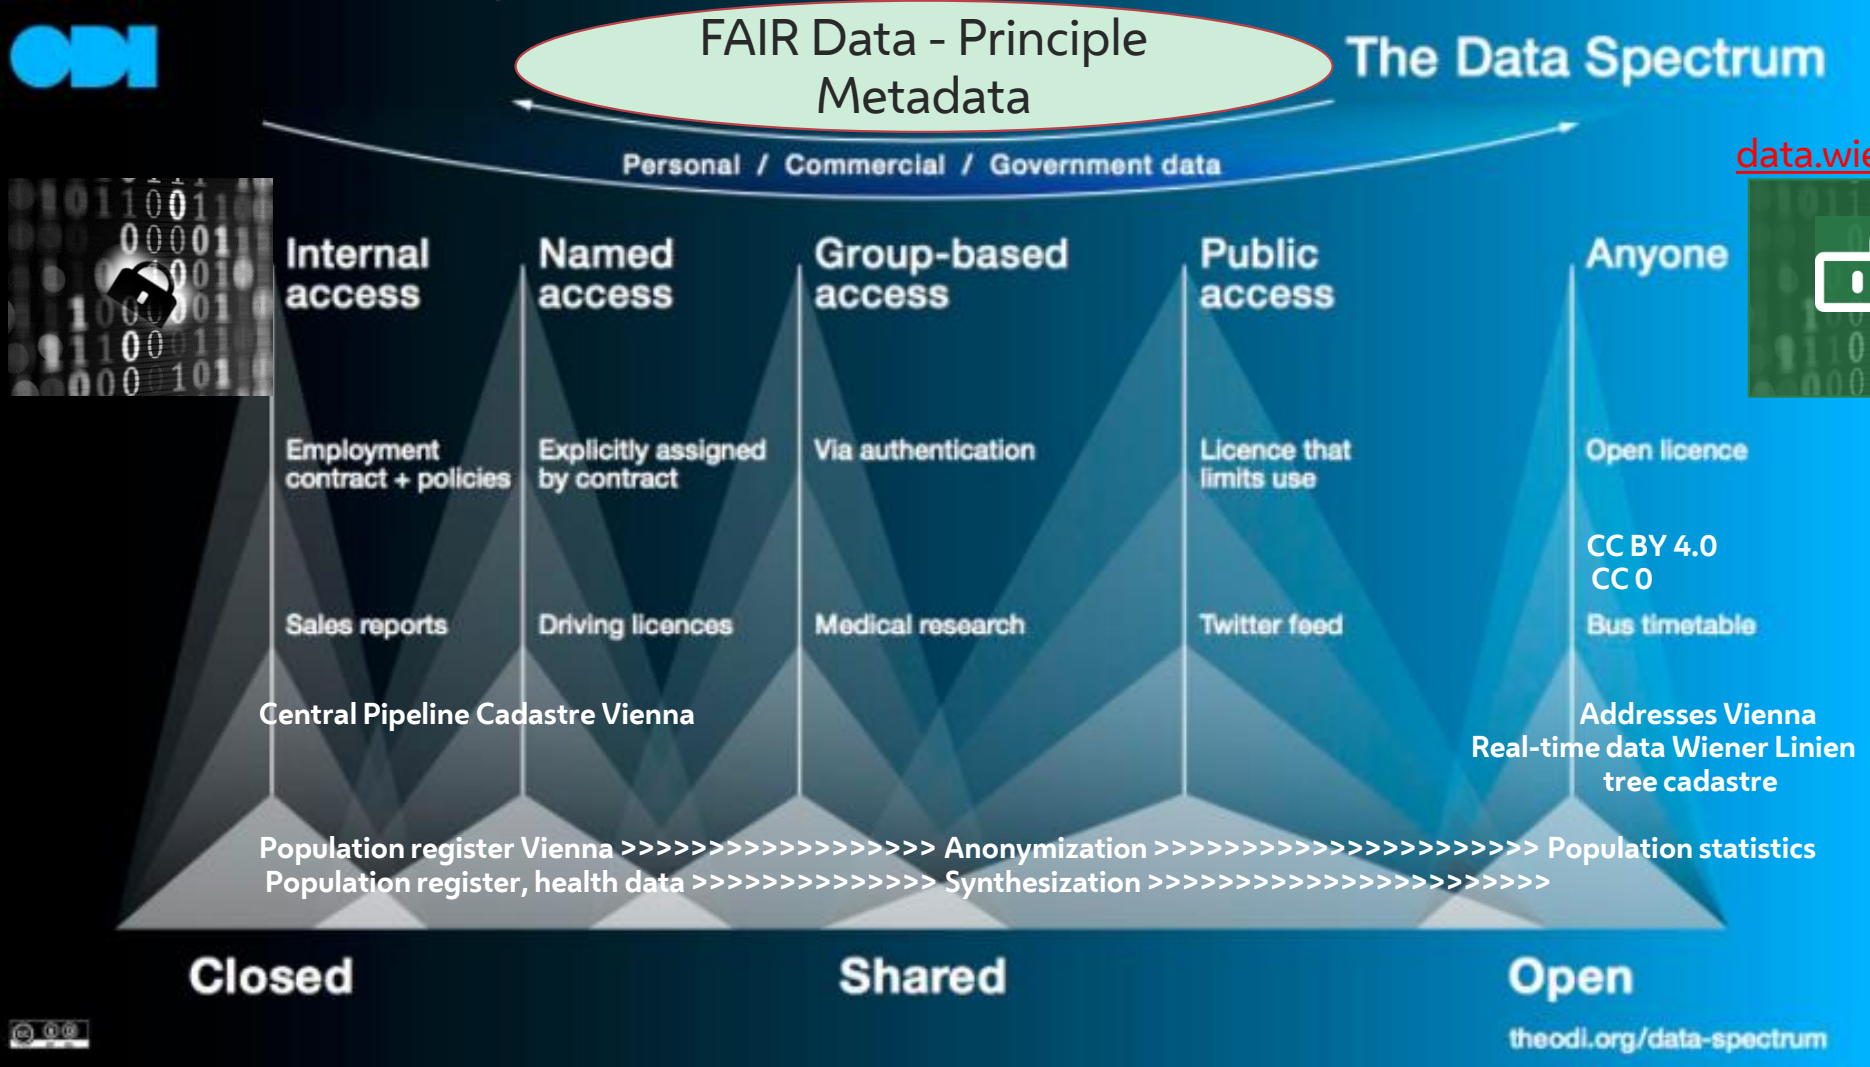 ODI
FAIR Data - Principle
Metadata
The Data Spectrum
Personal / Commercial / Government data
data.wie
Internal
access
Named
access
Group-based
access
Public
access
Anyone
Employment
contract + policies
Explicitly assigned
by contract
Via authentication
Licence that
limits use
Open licence
CC BY 4.0
CC 0
Sales reports
Driving licences
Medical research
Twitter feed
Bus timetable
Central Pipeline Cadastre Vienna
Addresses Vienna
Real-time data Wiener Linien
tree cadastre
Population register Vienna >>>>>>>>>>>>>>>>>> Anonymization >>>>>>>>>>>>>>>>>>>>>> Population statistics
Population register, health data >>>>>>>>>>>>>> Synthesization >>>>>>>>>>>>>>>>>>>>>>>
Closed
Shared
Open
theodi.org/data-spectrum